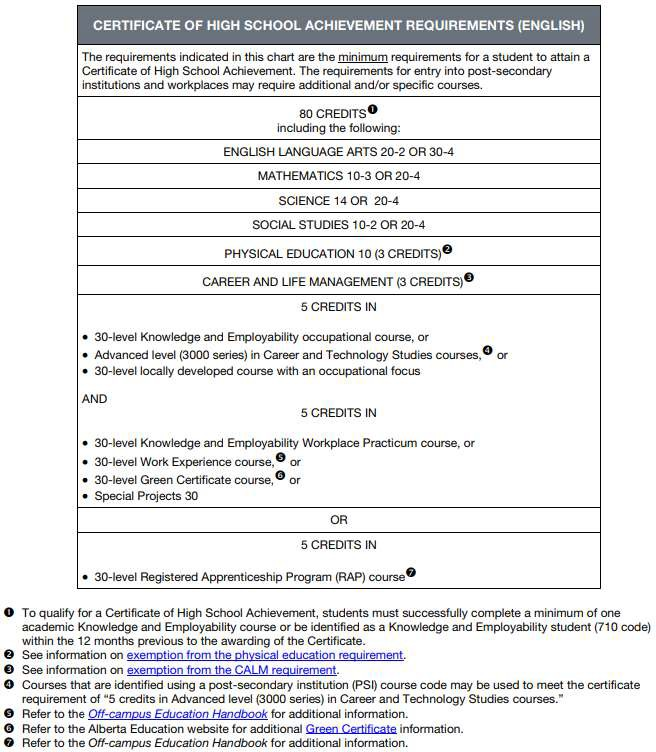 CERTIFICATE OF HIGH SCHOOL ACHIEVEMENT REQUIREMENTS (ENGLISH)
The requirements indicated in this chart are the minimum requirements for a student to attain a
Certificate of High School Achievement. The requirements for entry into post-secondary
institutions and workplaces may require additional and/or specific courses.
80 CREDITS❶
including the following:
ENGLISH LANGUAGE ARTS 20-2 OR 30-4
MATHEMATICS 10-3 OR 20-4
SCIENCE 14 OR 20-4
SOCIAL STUDIES 10-2 OR 20-4
PHYSICAL EDUCATION 10 (3 CREDITS)❷
CAREER AND LIFE MANAGEMENT (3 CREDITS)❸
5 CREDITS IN
• 30-level Knowledge and Employability occupational course, or
• Advanced level (3000 series) in Career and Technology Studies courses,❹ or
• 30-level locally developed course with an occupational focus
AND
5 CREDITS IN
• 30-level Knowledge and Employability Workplace Practicum course, or
• 30-level Work Experience course,❺ or
• 30-level Green Certificate course,❻ or
• Special Projects 30
OR
5 CREDITS IN
• 30-level Registered Apprenticeship Program (RAP) course❼
❶ To qualify for a Certificate of High School Achievement, students must successfully complete a minimum of one
academic Knowledge and Employability course or be identified as a Knowledge and Employability student (710 code)
within the 12 months previous to the awarding of the Certificate.
❷ See information on exemption from the physical education requirement.
❸ See information on exemption from the CALM requirement.
❹ Courses that are identified using a post-secondary institution (PSI) course code may be used to meet the certificate
requirement of “5 credits in Advanced level (3000 series) in Career and Technology Studies courses.”
❺ Refer to the Off-campus Education Handbook for additional information.
❻ Refer to the Alberta Education website for additional Green Certificate information.
❼ Refer to the Off-campus Education Handbook for additional information.